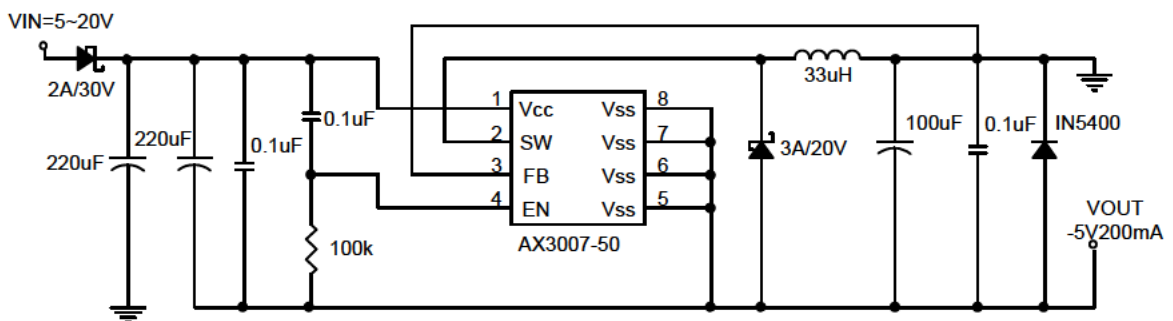 VIN=5~20V
2A/30V
220uF
220uF
0.1uF
0.1uF
100k
1 Vcc Vss 8
2 SW Vss 7
3 FB Vss 6
4 EN Vss 5
AX3007-50
3A/20V
33uH
100uF
0.1uF
IN5400
VOUT
-5V200mA